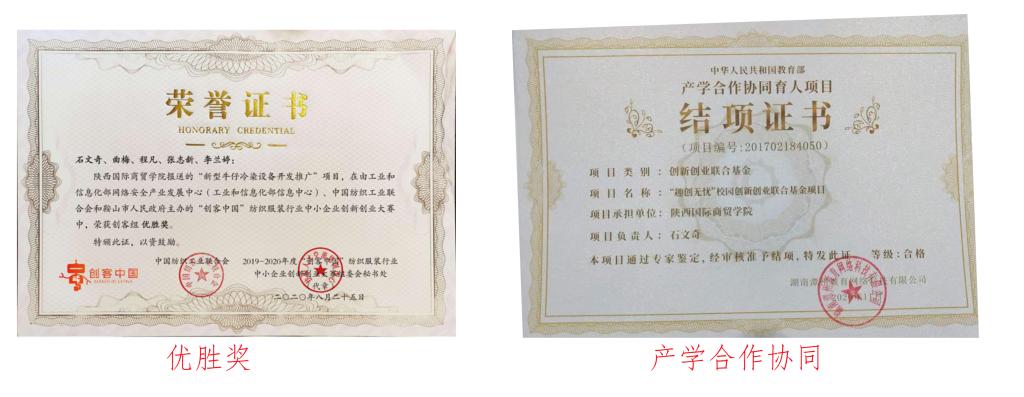 荣誉证书
HONORARY CREDENTIAL
石文奇、曲梅、程凡、张志新、李兰婷:
陕西国际商贸学院报送的“新型牛仔冷染设备开发推广”项目，在由工业和
信息化部网络安全产业发展中心（工业和信息化部信息中心）、中国纺织工业联
合会和鞍山市人民政府主办的“创客中国”纺织服装行业中小企业创新创业大赛
中，荣获创客组 优胜奖。
特颁此证，以资鼓励。
中国纺织工业联合会
2019-2020年度“创客中国”纺织服装行业
中小企业创新创业大赛组委会秘书处
（代章）
二〇二〇年八月二十五日
创客中国
优胜奖
中华人民共和国教育部
产学合作协同育人项目
结项证书
（项目编号:201702184050）
项目类别：创新创业联合基金
项目名称：“趣创无忧”校园创新创业联合基金项目
项目承担单位：陕西国际商贸学院
项目负责人：石文奇
本项目通过专家鉴定，经审核准予结项，特发此证 等级:合格
产学合作协同